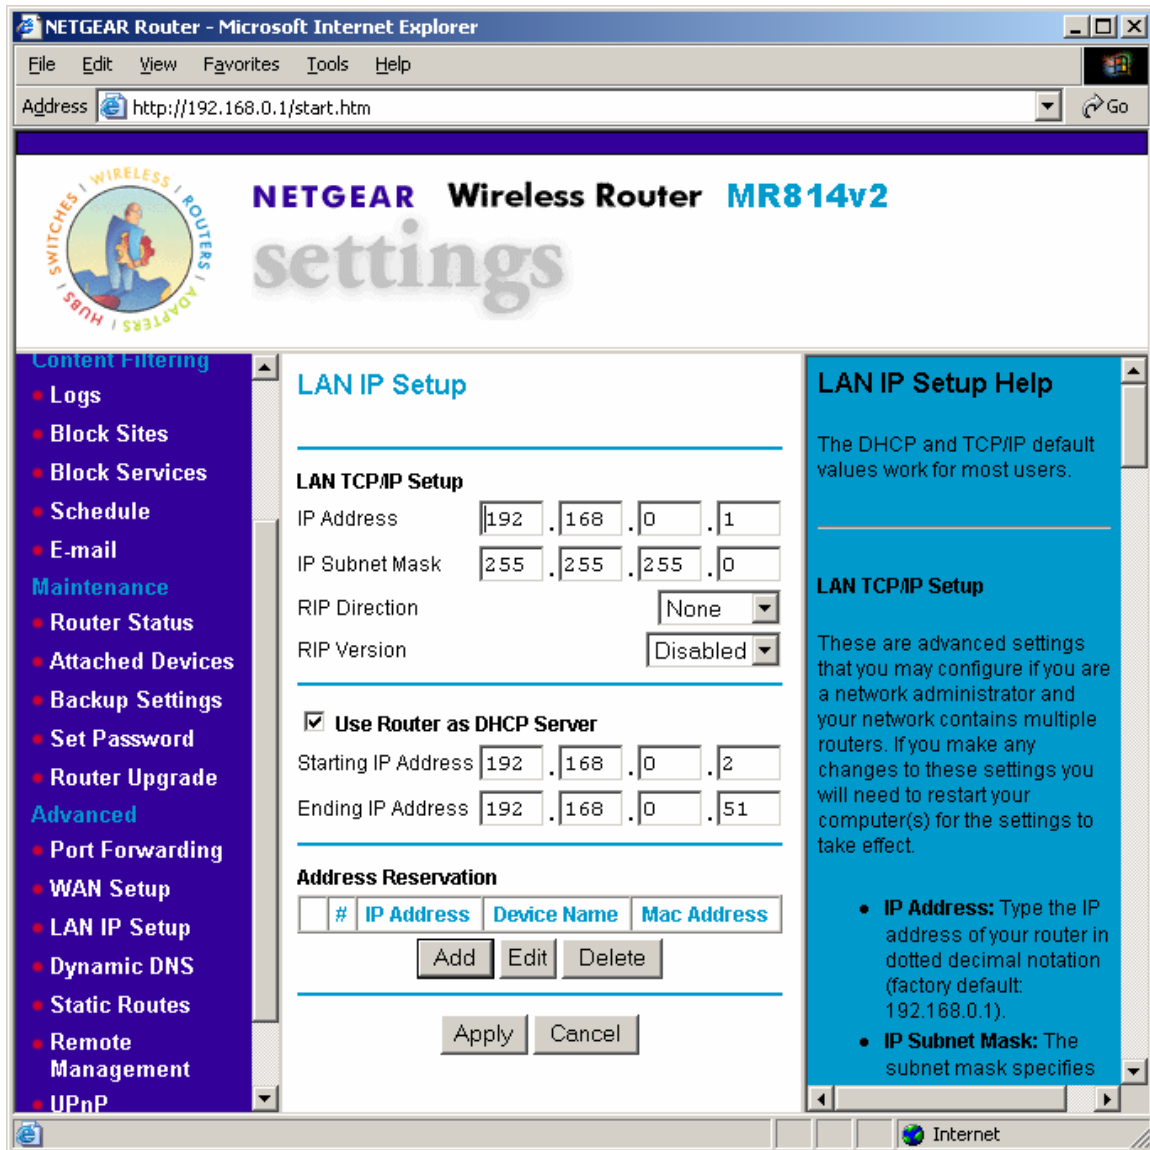 NETGEAR Router - Microsoft Internet Explorer
File Edit View Favorites Tools Help
Address http://192.168.0.1/start.htm Go
SWITCHES | WIRELESS | ROUTERS | ADAPTERS | HUBS |
NETGEAR Wireless Router MR814v2
settings
Content Filtering
Logs
Block Sites
Block Services
Schedule
E-mail
Maintenance
Router Status
Attached Devices
Backup Settings
Set Password
Router Upgrade
Advanced
Port Forwarding
WAN Setup
LAN IP Setup
Dynamic DNS
Static Routes
Remote
Management
UPnP
LAN IP Setup
LAN TCP/IP Setup
IP Address 192 . 168 . 0 . 1
IP Subnet Mask 255 . 255 . 255 . 0
RIP Direction None
RIP Version Disabled
Use Router as DHCP Server
Starting IP Address 192 . 168 . 0 . 2
Ending IP Address 192 . 168 . 0 . 51
Address Reservation
# IP Address Device Name Mac Address
Add Edit Delete
Apply Cancel
LAN IP Setup Help
The DHCP and TCP/IP default
values work for most users.
LAN TCP/IP Setup
These are advanced settings
that you may configure if you are
a network administrator and
your network contains multiple
routers. If you make any
changes to these settings you
will need to restart your
computer(s) for the settings to
take effect.
IP Address: Type the IP
address of your router in
dotted decimal notation
(factory default:
192.168.0.1).
IP Subnet Mask: The
subnet mask specifies
Internet